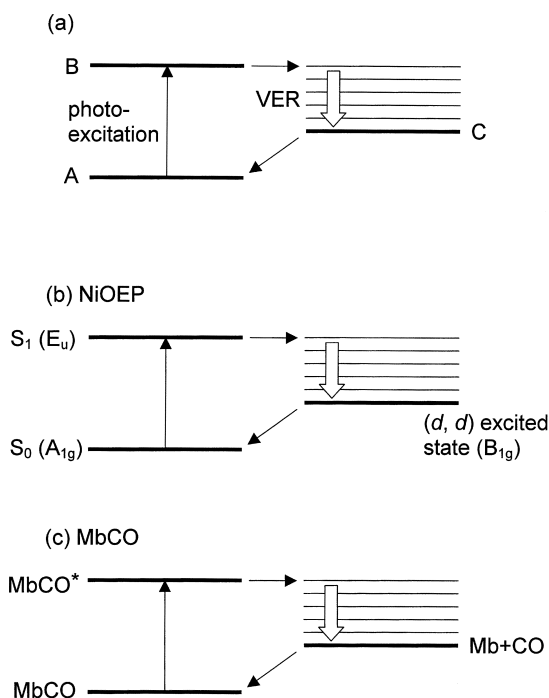 (a)
B
VER
photo-
excitation
C
A
(b) NiOEP
S₁ (Eᵤ)
(d, d) excited
state (B₁g)
S₀ (A₁g)
(c) MbCO
MbCO*
Mb+CO
MbCO